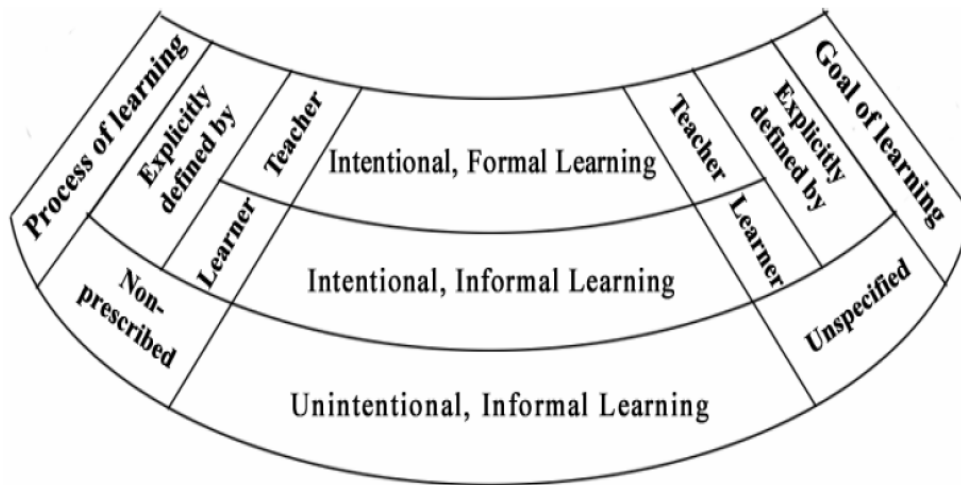 Process of learning
Explicitly
defined by
Teacher
Intentional, Formal Learning
Teacher
Explicitly
defined by
Goal of learning
Learner
Intentional, Informal Learning
Learner
Non-
prescribed
Unintentional, Informal Learning
Unspecified